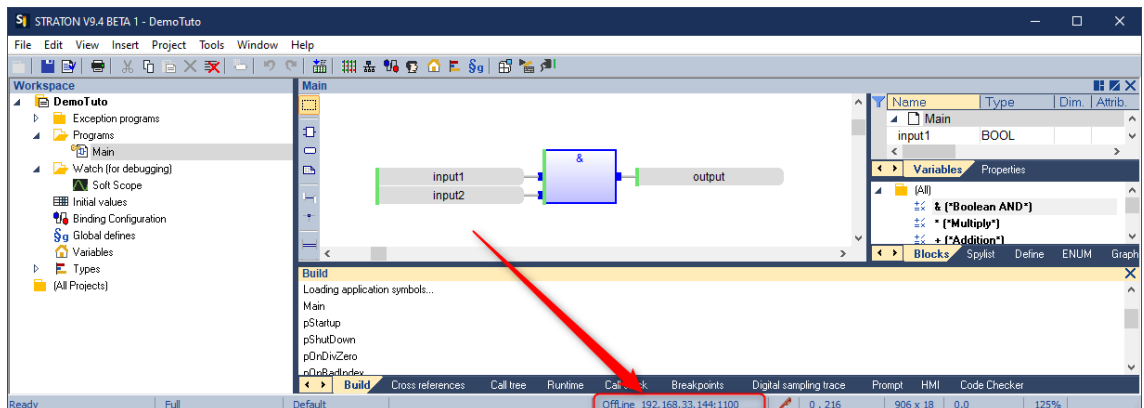 STRATON V9.4 BETA 1 - DemoTuto
File Edit View Insert Project Tools Window Help
Workspace
DemoTuto
Exception programs
Programs
Main
Watch (for debugging)
Soft Scope
Initial values
Binding Configuration
Global defines
Variables
Types
(All Projects)
Main
&
input1
input2
output
Name Type Dim. Attrib.
Main
input1 BOOL
Variables Properties
(All)
& (*Boolean AND*)
* (*Multiply*)
+ (*Addition*)
Blocks Spylist Define ENUM Graph
Build
Loading application symbols...
Main
pStartup
pShutDown
pOnDivZero
pOnBadIndex
Build Cross references Call tree Runtime Breakpoints Digital sampling trace Prompt HMI Code Checker
Ready Full Default Offline 192.168.33.144:1100 0 , 216 906 x 18 0,0 125%